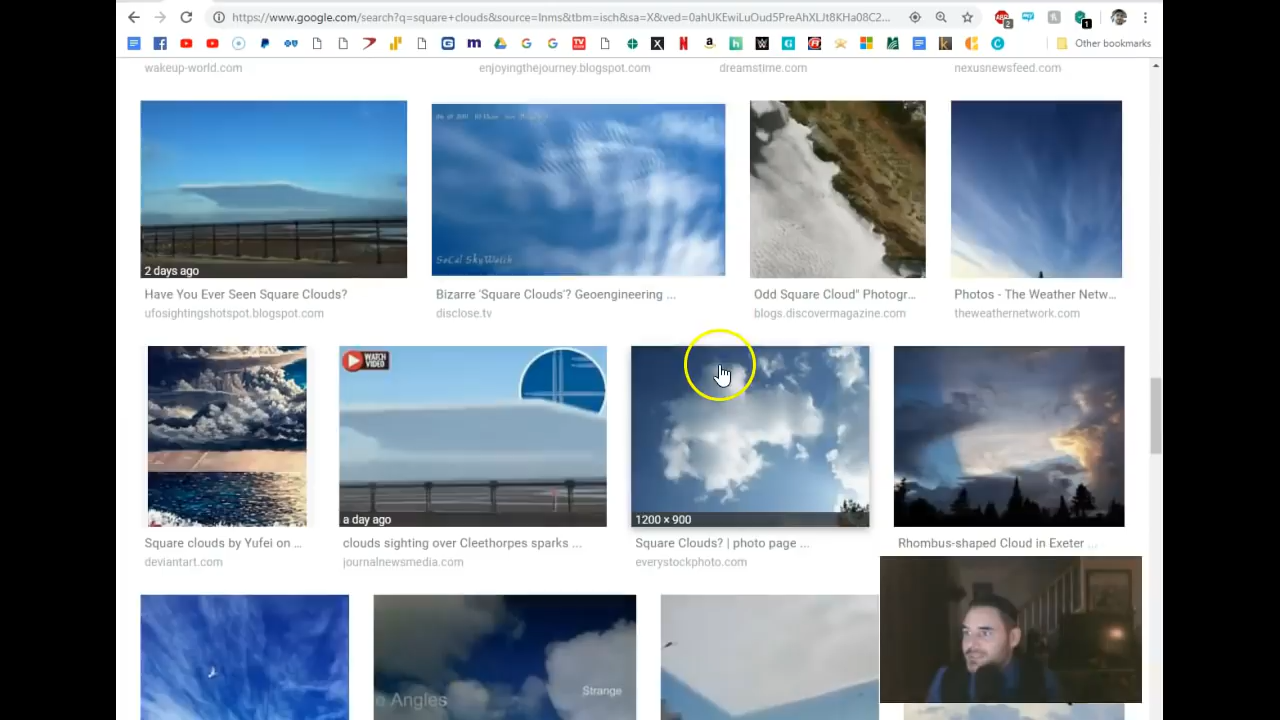 https://www.google.com/search?q=square+clouds&source=lnms&tbm=isch&sa=X&ved=0ahUKEwiLuOud5PreAhXLJt8KHa08C2...
2
1
Other bookmarks
wakeup-world.com
enjoyingthejourney.blogspot.com
dreamstime.com
nexusnewsfeed.com
SoCal SkyWatch
2 days ago
Have You Ever Seen Square Clouds?
Bizarre 'Square Clouds'? Geoengineering ...
Odd Square Cloud" Photogr...
Photos - The Weather Netw...
ufosightingshotspot.blogspot.com
disclose.tv
blogs.discovermagazine.com
theweathernetwork.com
WATCH
VIDEO
a day ago
1200 × 900
Square clouds by Yufei on ...
clouds sighting over Cleethorpes sparks ...
Square Clouds? | photo page ...
Rhombus-shaped Cloud in Exeter ...
deviantart.com
journalnewsmedia.com
everystockphoto.com
Strange
Angles